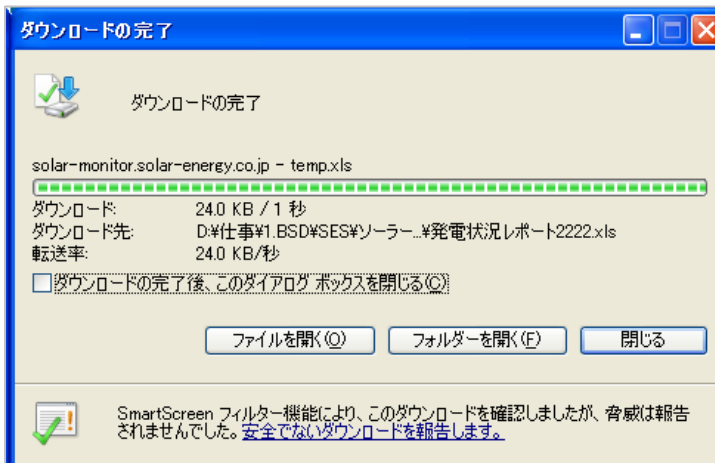 ダウンロードの完了
ダウンロードの完了
solar-monitor.solar-energy.co.jp - temp.xls
ダウンロード: 24.0 KB / 1 秒
ダウンロード先: D:¥仕事¥1.BSD¥SES¥ソーラー...¥発電状況レポート2222.xls
転送率: 24.0 KB/秒
ダウンロードの完了後、このダイアログ ボックスを閉じる(C)
ファイルを開く(O) フォルダーを開く(F) 閉じる
SmartScreen フィルター機能により、このダウンロードを確認しましたが、脅威は報告
されませんでした。安全でないダウンロードを報告します。